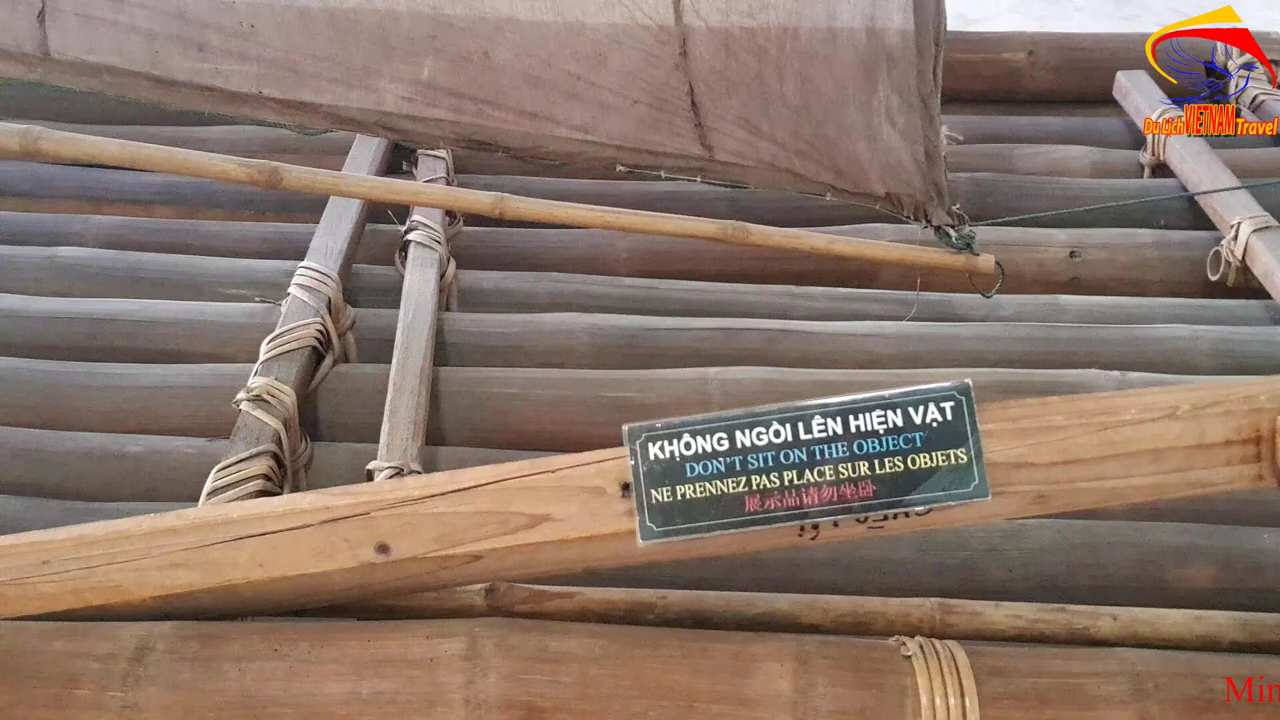 Du Lịch VIETNAM Travel
KHÔNG NGỒI LÊN HIỆN VẬT
DON'T SIT ON THE OBJECT
NE PRENNEZ PAS PLACE SUR LES OBJETS
展示品请勿坐卧
Min